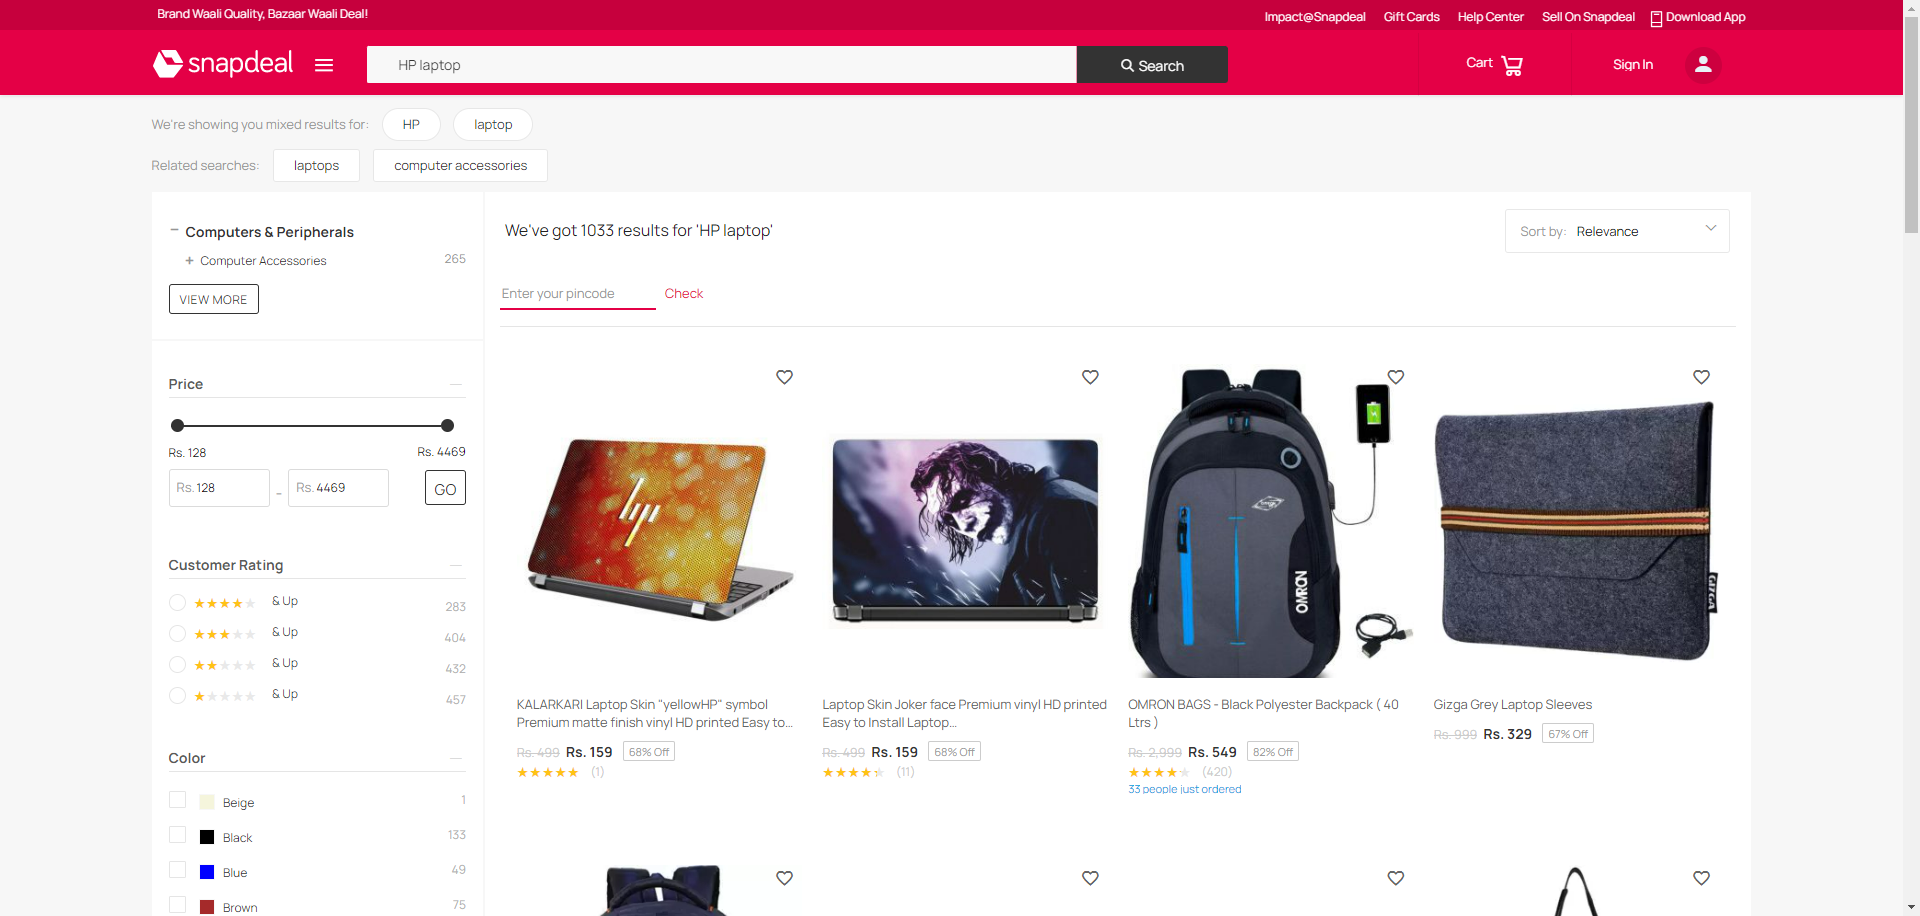 Brand Waali Quality, Bazaar Waali Deal!
Impact@Snapdeal Gift Cards Help Center Sell On Snapdeal Download App
snapdeal HP laptop Search Cart Sign In
We're showing you mixed results for: HP laptop
Related searches: laptops computer accessories
− Computers & Peripherals
+ Computer Accessories 265
VIEW MORE
We've got 1033 results for 'HP laptop'
Sort by: Relevance
Enter your pincode Check
Price
Rs. 128 Rs. 4469
Rs. 128 - Rs. 4469 GO
Customer Rating
& Up 283
& Up 404
& Up 432
& Up 457
Color
Beige 1
Black 133
Blue 49
Brown 75
hp
OMRON
GIZGA
KALARKARI Laptop Skin "yellowHP" symbol
Premium matte finish vinyl HD printed Easy to...
Rs. 499 Rs. 159 68% Off
(1)
Laptop Skin Joker face Premium vinyl HD printed
Easy to Install Laptop...
Rs. 499 Rs. 159 68% Off
(11)
OMRON BAGS - Black Polyester Backpack ( 40
Ltrs )
Rs. 2,999 Rs. 549 82% Off
(420)
33 people just ordered
Gizga Grey Laptop Sleeves
Rs. 999 Rs. 329 67% Off